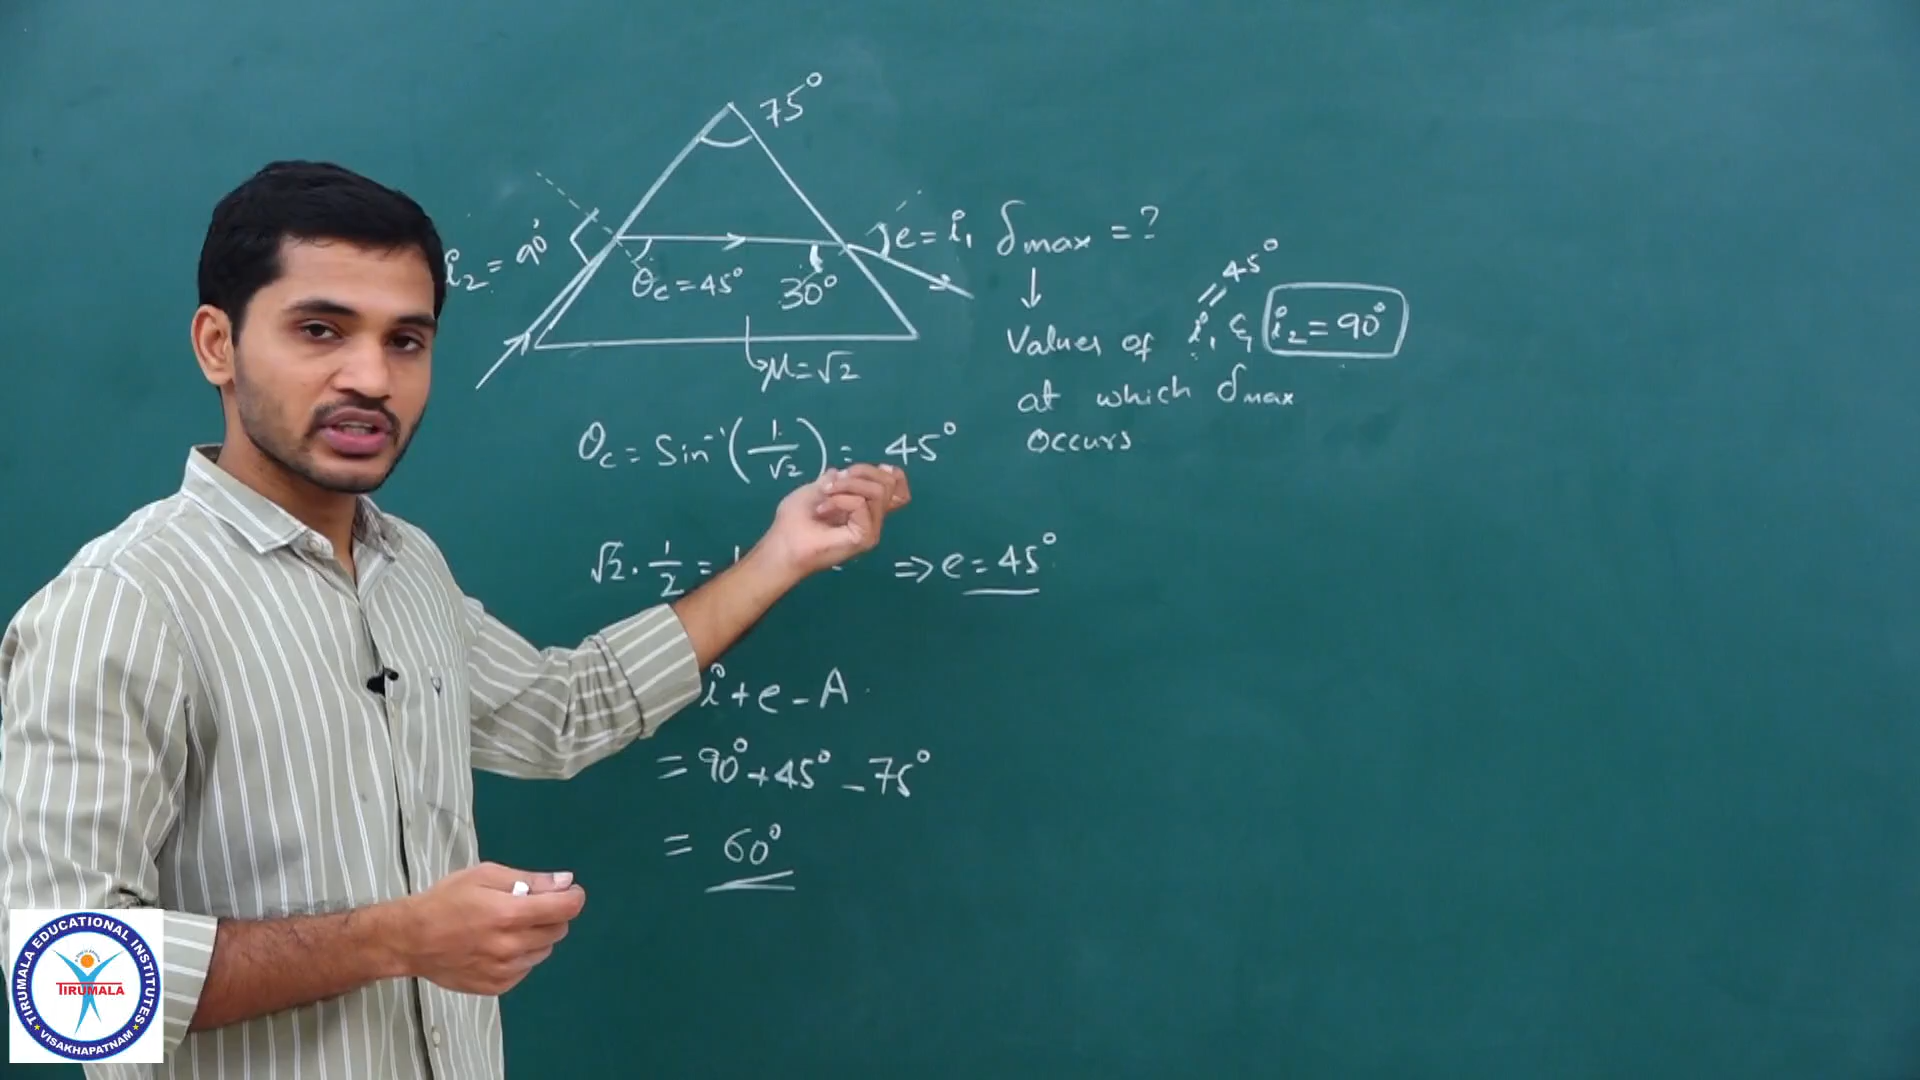 75°
i₂ = 90°
θc = 45°
30°
e = i₁
δmax = ?
↓
45°
Values of i₁ & i₂ = 90°
at which δmax
occurs
μ = √2
θc = Sin⁻¹(1/√2) = 45°
√2 · 1/2 = ⇒ e = 45°
i + e - A
= 90° + 45° - 75°
= 60°
TIRUMALA EDUCATIONAL INSTITUTES
TIRUMALA
VISAKHAPATNAM